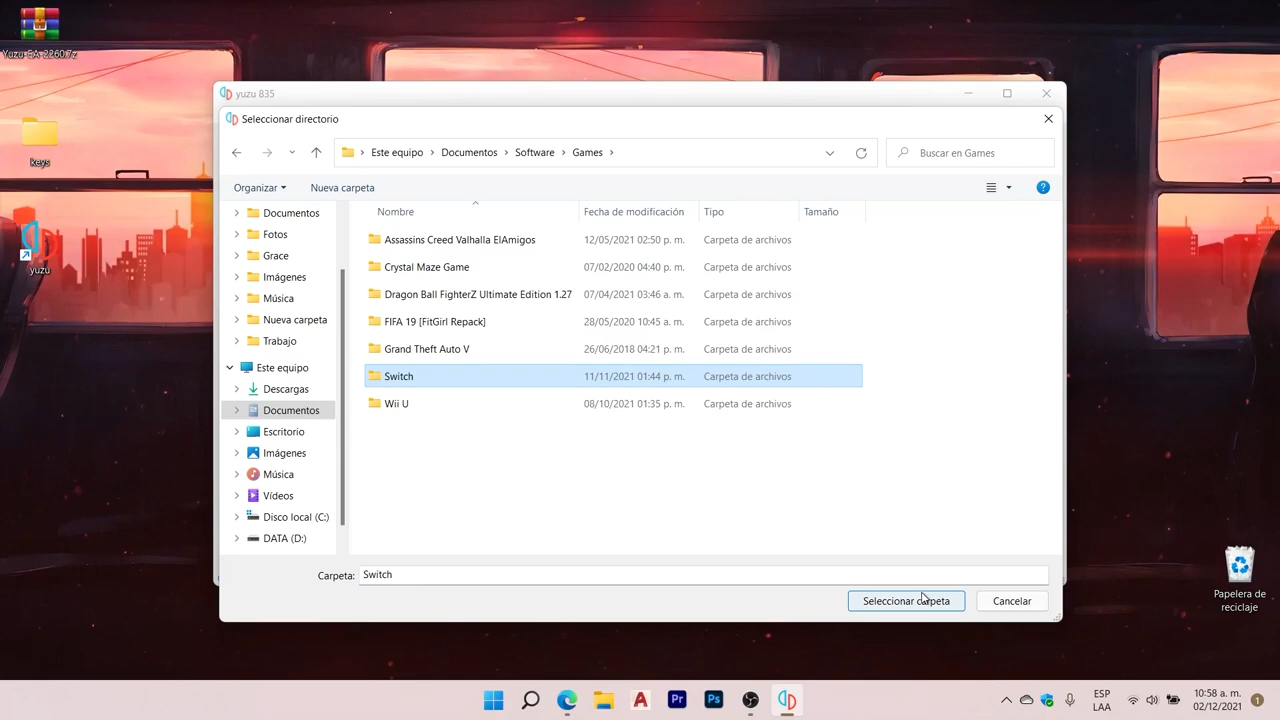 Yuzu-EA-2260.7z
keys
yuzu
yuzu 835
Seleccionar directorio
Este equipo
Documentos
Software
Games
Buscar en Games
Organizar
Nueva carpeta
Nombre
Fecha de modificación
Tipo
Tamaño
Documentos
Fotos
Grace
Imágenes
Música
Nueva carpeta
Trabajo
Este equipo
Descargas
Documentos
Escritorio
Imágenes
Música
Vídeos
Disco local (C:)
DATA (D:)
Assassins Creed Valhalla ElAmigos 12/05/2021 02:50 p. m. Carpeta de archivos
Crystal Maze Game 07/02/2020 04:40 p. m. Carpeta de archivos
Dragon Ball FighterZ Ultimate Edition 1.27 07/04/2021 03:46 a. m. Carpeta de archivos
FIFA 19 [FitGirl Repack] 28/05/2020 10:45 a. m. Carpeta de archivos
Grand Theft Auto V 26/06/2018 04:21 p. m. Carpeta de archivos
Switch 11/11/2021 01:44 p. m. Carpeta de archivos
Wii U 08/10/2021 01:35 p. m. Carpeta de archivos
Carpeta: Switch
Seleccionar carpeta
Cancelar
Papelera de
reciclaje
ESP
LAA
10:58 a. m.
02/12/2021
1